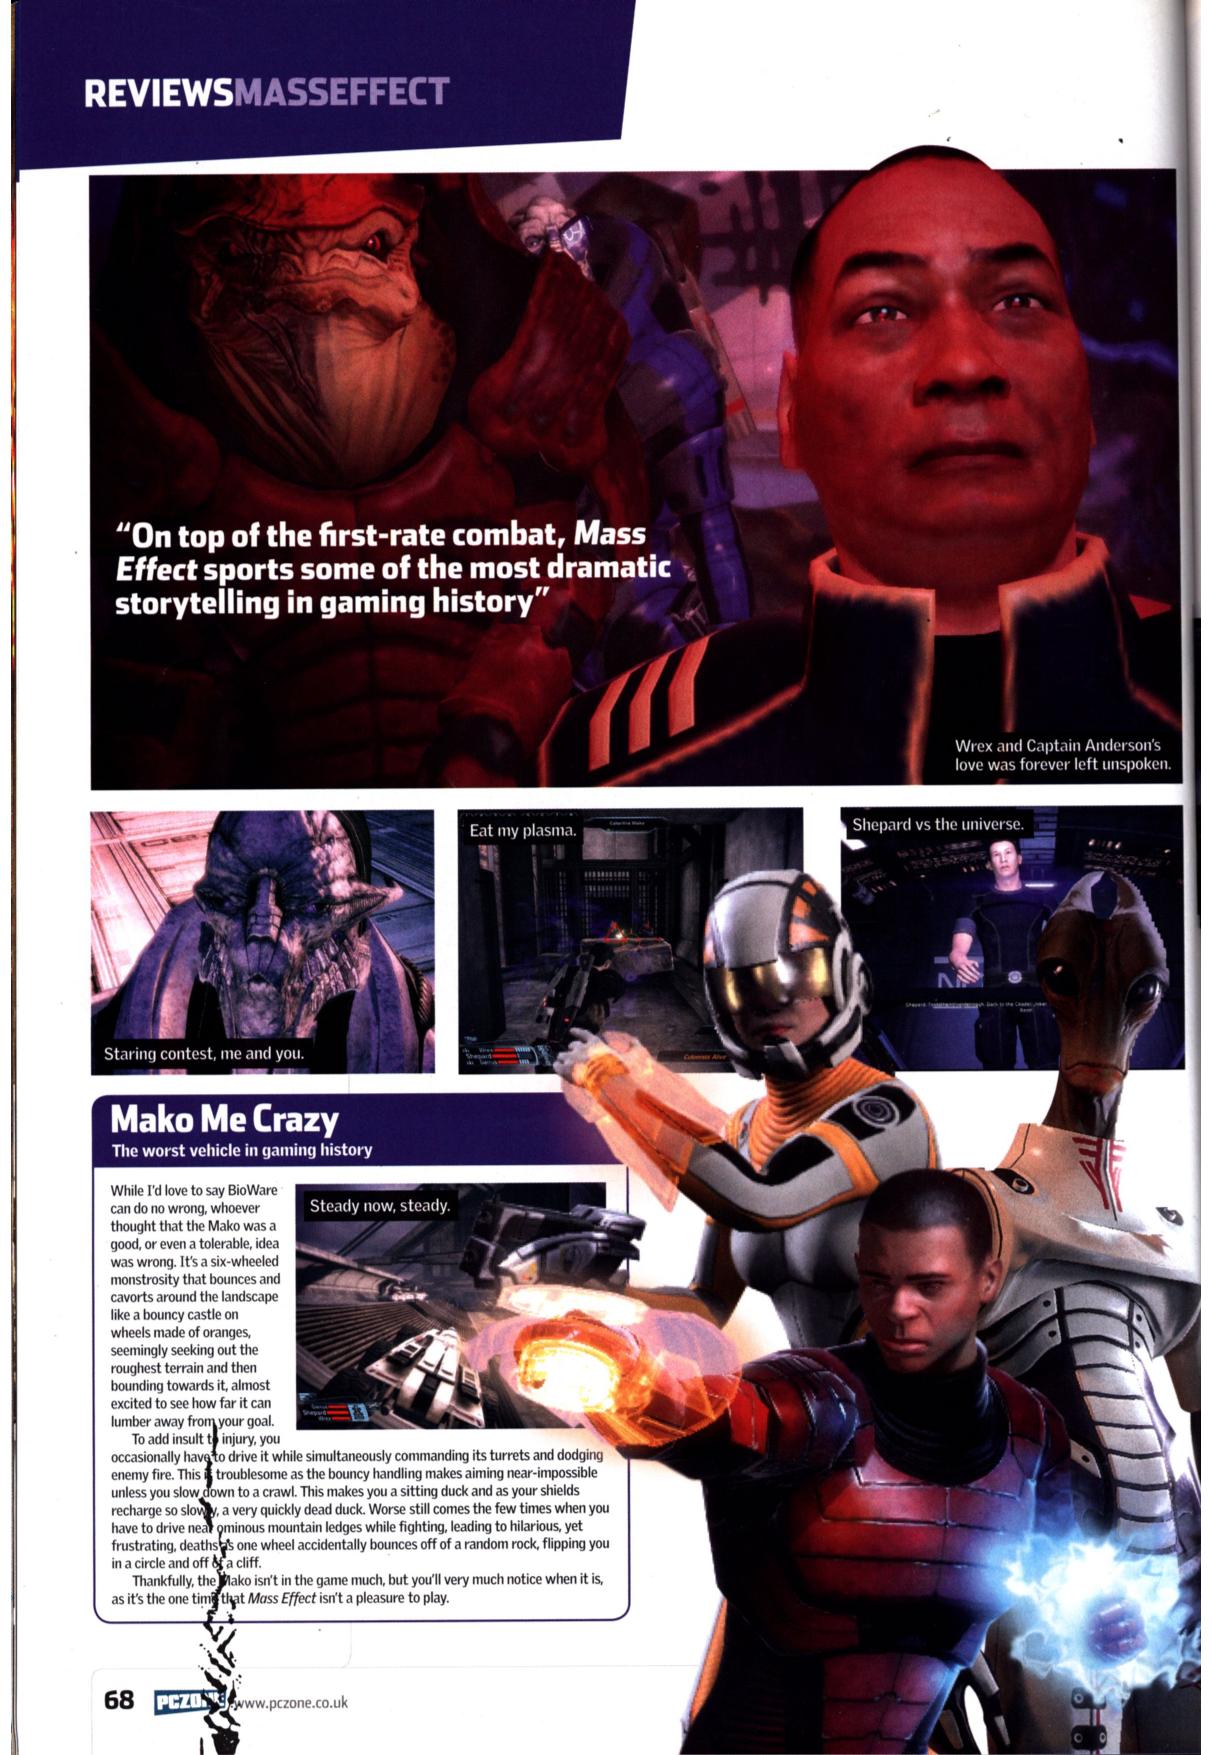 REVIEWSMASSEFFECT
“On top of the first-rate combat, Mass
Effect sports some of the most dramatic
storytelling in gaming history”
Wrex and Captain Anderson's
love was forever left unspoken.
Staring contest, me and you.
Eat my plasma.
Shepard vs the universe.
Mako Me Crazy
The worst vehicle in gaming history
While I'd love to say BioWare
can do no wrong, whoever
thought that the Mako was a
good, or even a tolerable, idea
was wrong. It's a six-wheeled
monstrosity that bounces and
cavorts around the landscape
like a bouncy castle on
wheels made of oranges,
seemingly seeking out the
roughest terrain and then
bounding towards it, almost
excited to see how far it can
lumber away from your goal.
To add insult to injury, you
occasionally have to drive it while simultaneously commanding its turrets and dodging
enemy fire. This is troublesome as the bouncy handling makes aiming near-impossible
unless you slow down to a crawl. This makes you a sitting duck and as your shields
recharge so slowly, a very quickly dead duck. Worse still comes the few times when you
have to drive near ominous mountain ledges while fighting, leading to hilarious, yet
frustrating, deaths as one wheel accidentally bounces off of a random rock, flipping you
in a circle and off of a cliff.
Thankfully, the Mako isn't in the game much, but you'll very much notice when it is,
as it's the one time that Mass Effect isn't a pleasure to play.
Steady now, steady.
68 PCZONE www.pczone.co.uk